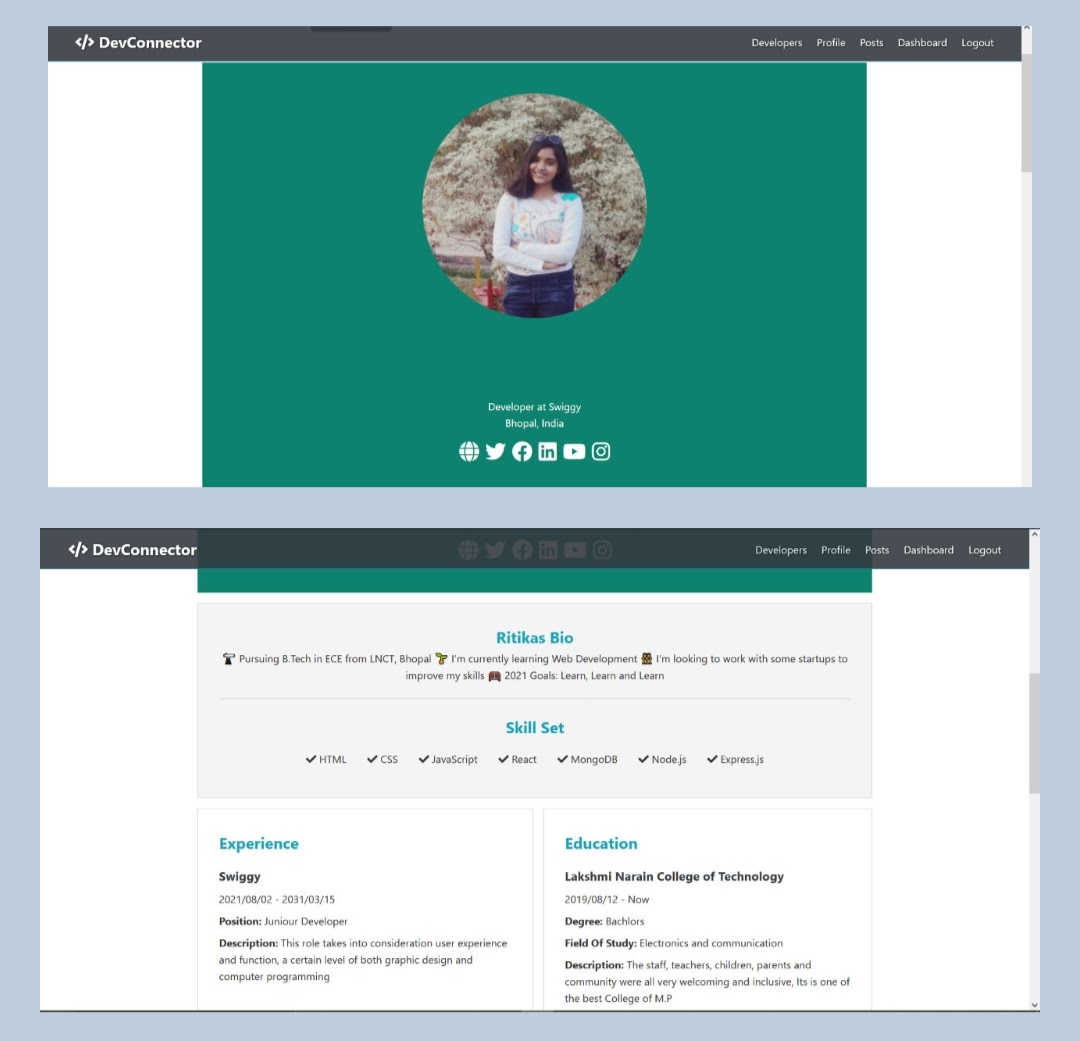 </> DevConnector
Developers Profile Posts Dashboard Logout
Developer at Swiggy
Bhopal, India
</> DevConnector
Developers Profile Posts Dashboard Logout
Ritikas Bio
Pursuing B.Tech in ECE from LNCT, Bhopal I'm currently learning Web Development I'm looking to work with some startups to
improve my skills 2021 Goals: Learn, Learn and Learn
Skill Set
✔ HTML ✔ CSS ✔ JavaScript ✔ React ✔ MongoDB ✔ Node.js ✔ Express.js
Experience
Swiggy
2021/08/02 - 2031/03/15
Position: Juniour Developer
Description: This role takes into consideration user experience
and function, a certain level of both graphic design and
computer programming
Education
Lakshmi Narain College of Technology
2019/08/12 - Now
Degree: Bachlors
Field Of Study: Electronics and communication
Description: The staff, teachers, children, parents and
community were all very welcoming and inclusive, Its is one of
the best College of M.P